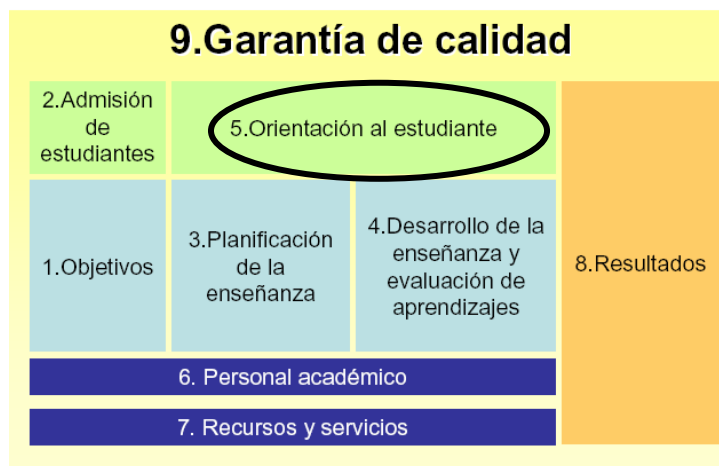 9.Garantía de calidad
2.Admisión
de
estudiantes
5.Orientación al estudiante
1.Objetivos
3.Planificación
de la
enseñanza
4.Desarrollo de la
enseñanza y
evaluación de
aprendizajes
8.Resultados
6. Personal académico
7. Recursos y servicios